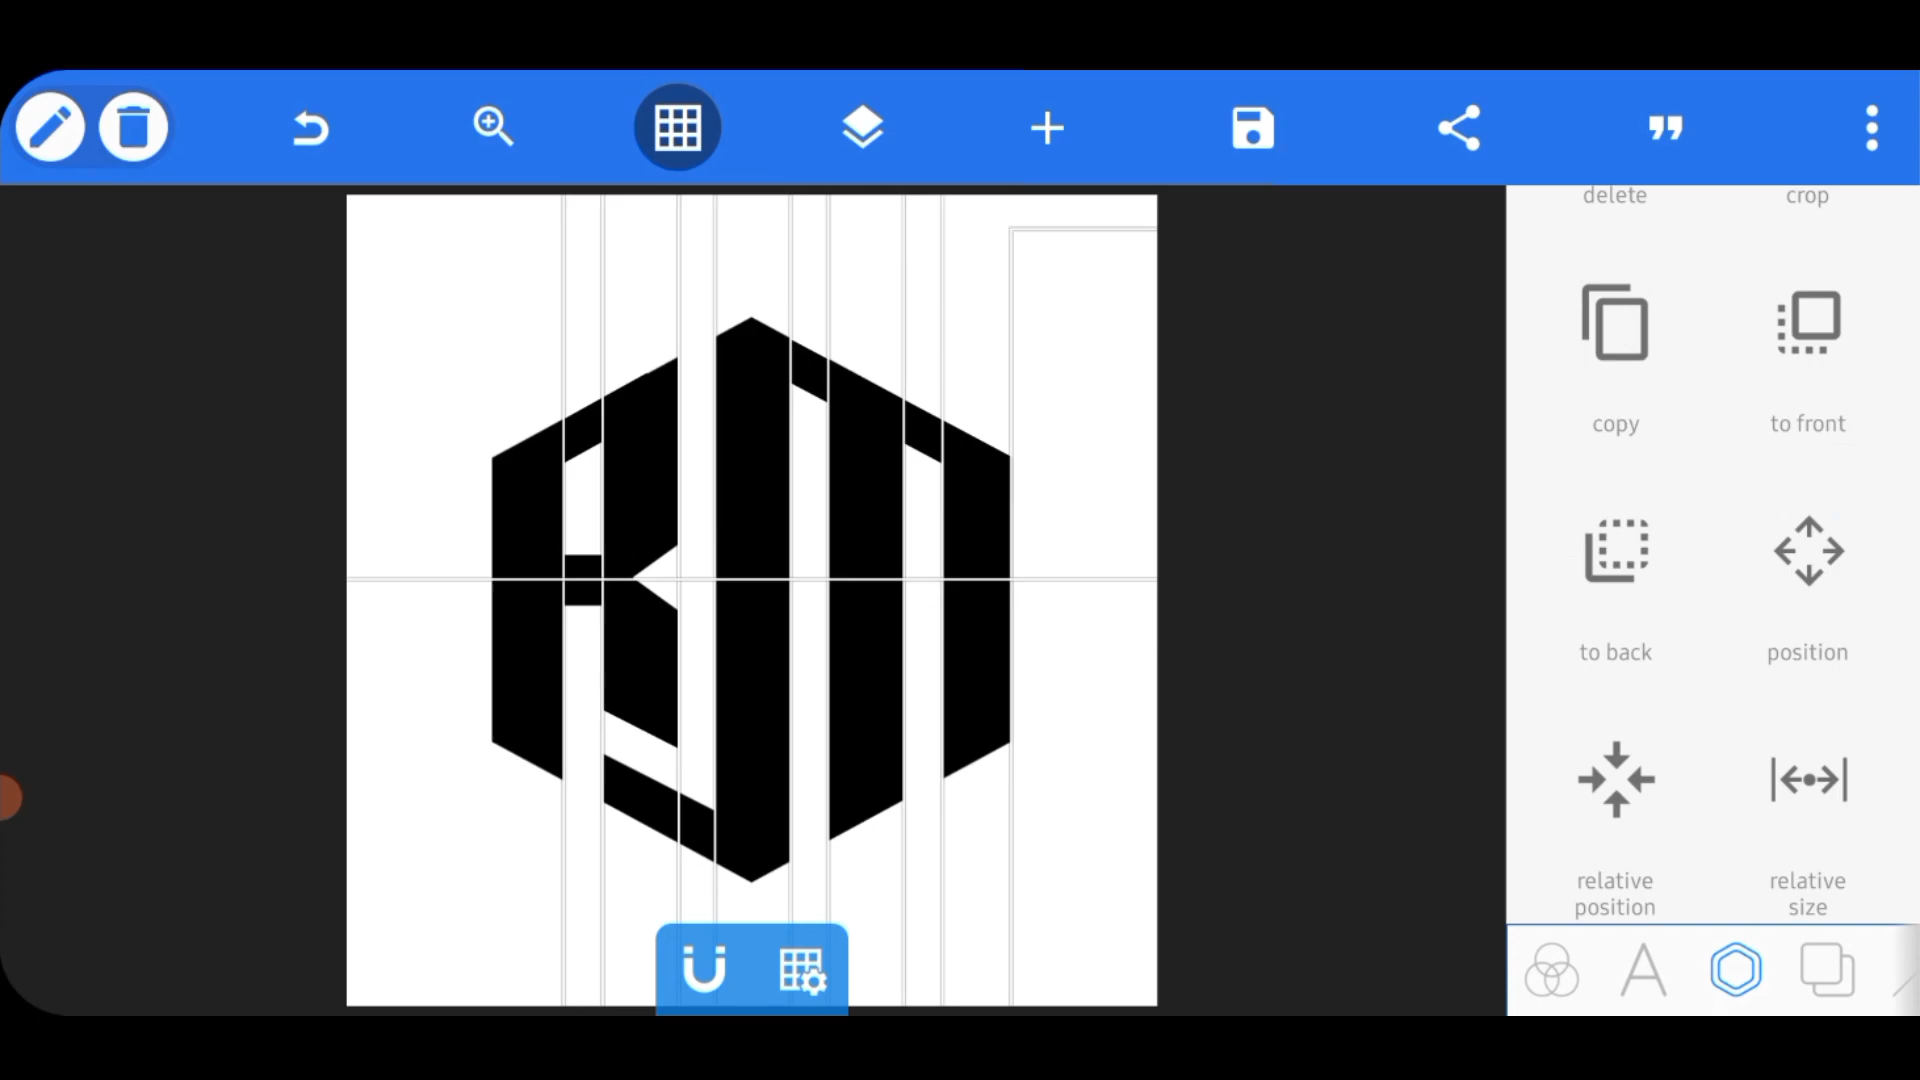 delete
crop
copy
to front
to back
position
relative
position
relative
size